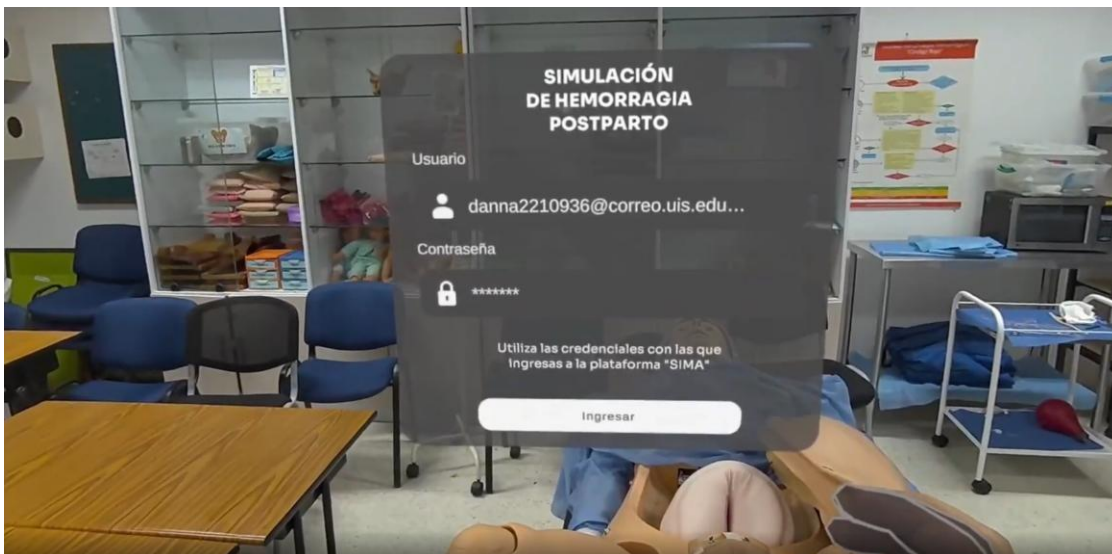 SIMULACIÓN
DE HEMORRAGIA
POSTPARTO
Usuario
danna2210936@correo.uis.edu...
Contraseña
*******
Utiliza las credenciales con las que
ingresas a la plataforma "SIMA"
Ingresar